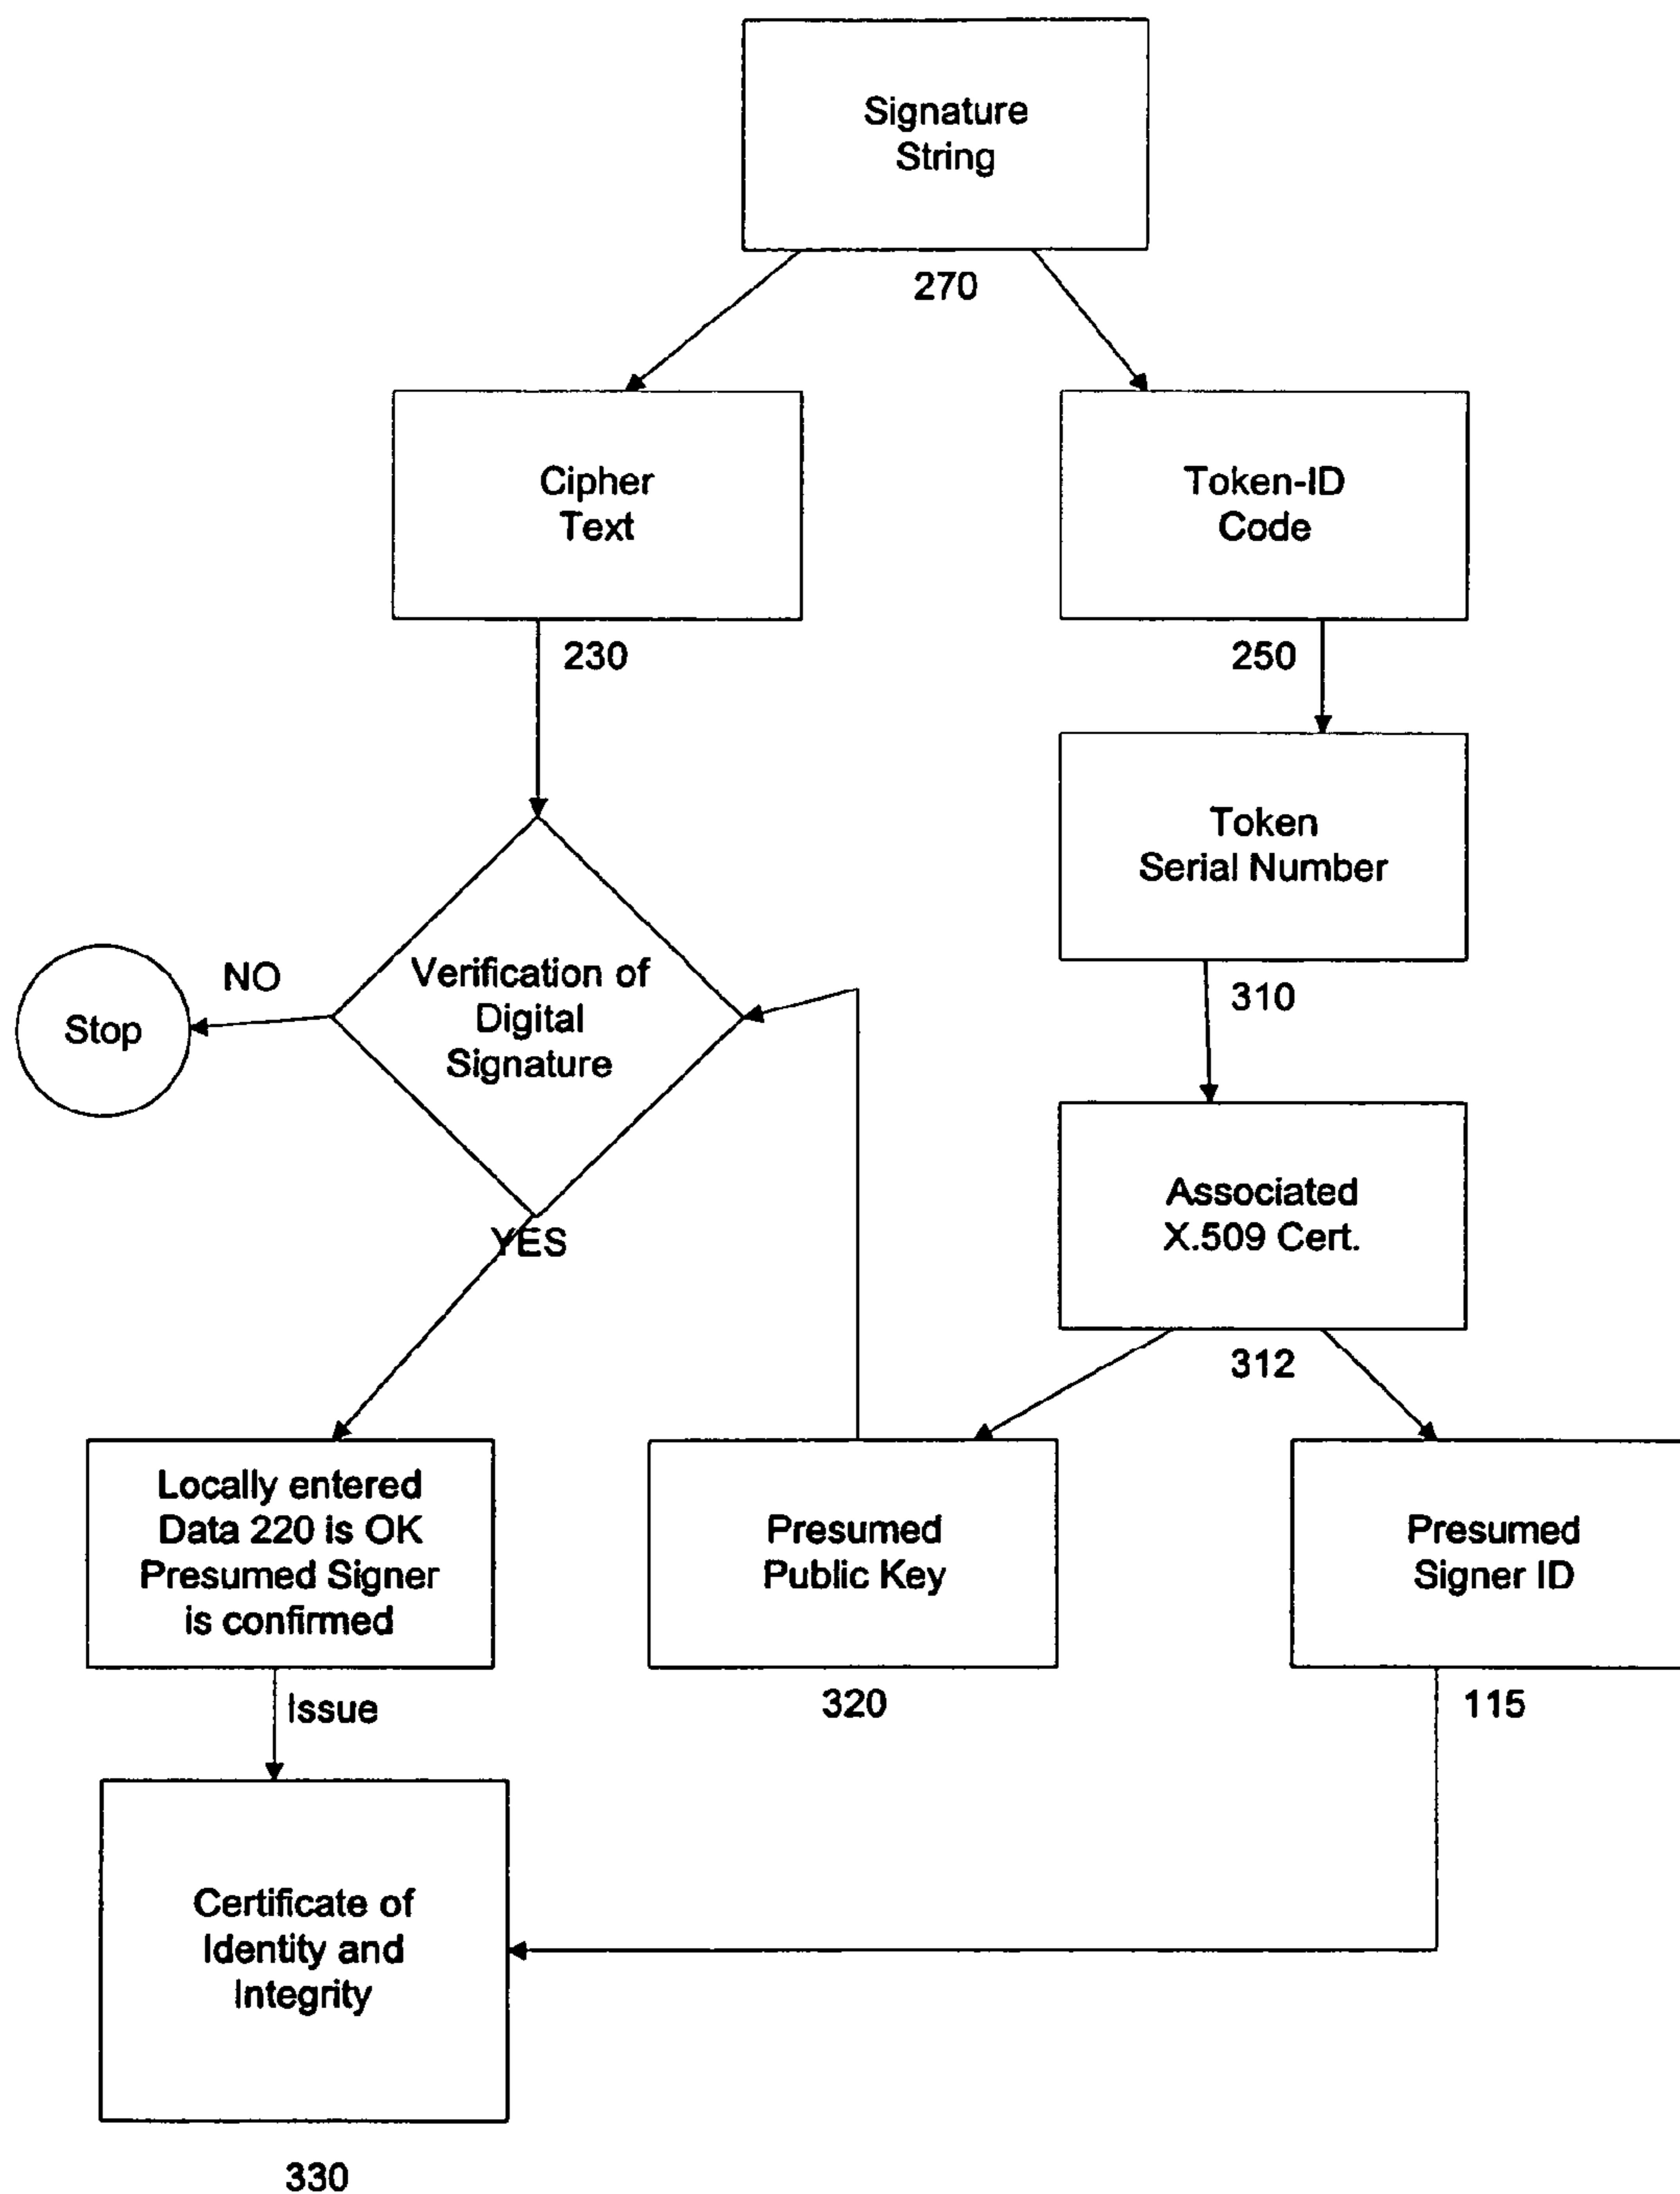 Signature
String
270
Cipher
Text
230
Token-ID
Code
250
Token
Serial Number
310
NO
Stop
Verification of
Digital
Signature
YES
Associated
X.509 Cert.
312
Locally entered
Data 220 is OK
Presumed Signer
is confirmed
Issue
Presumed
Public Key
320
Presumed
Signer ID
115
Certificate of
Identity and
Integrity
330